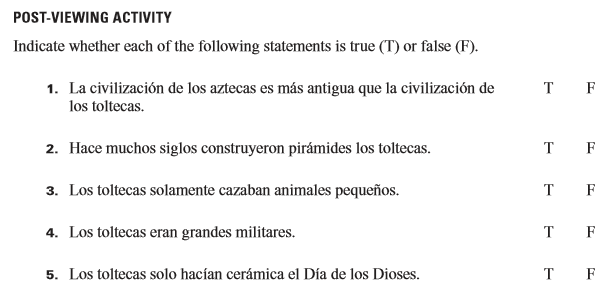 POST-VIEWING ACTIVITY
Indicate whether each of the following statements is true (T) or false (F).
1. La civilización de los aztecas es más antigua que la civilización de T F
los toltecas.
2. Hace muchos siglos construyeron pirámides los toltecas. T F
3. Los toltecas solamente cazaban animales pequeños. T F
4. Los toltecas eran grandes militares. T F
5. Los toltecas solo hacían cerámica el Día de los Dioses. T F